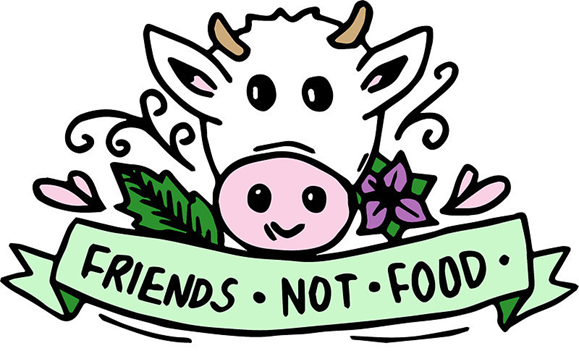 FRIENDS • NOT • FOOD •